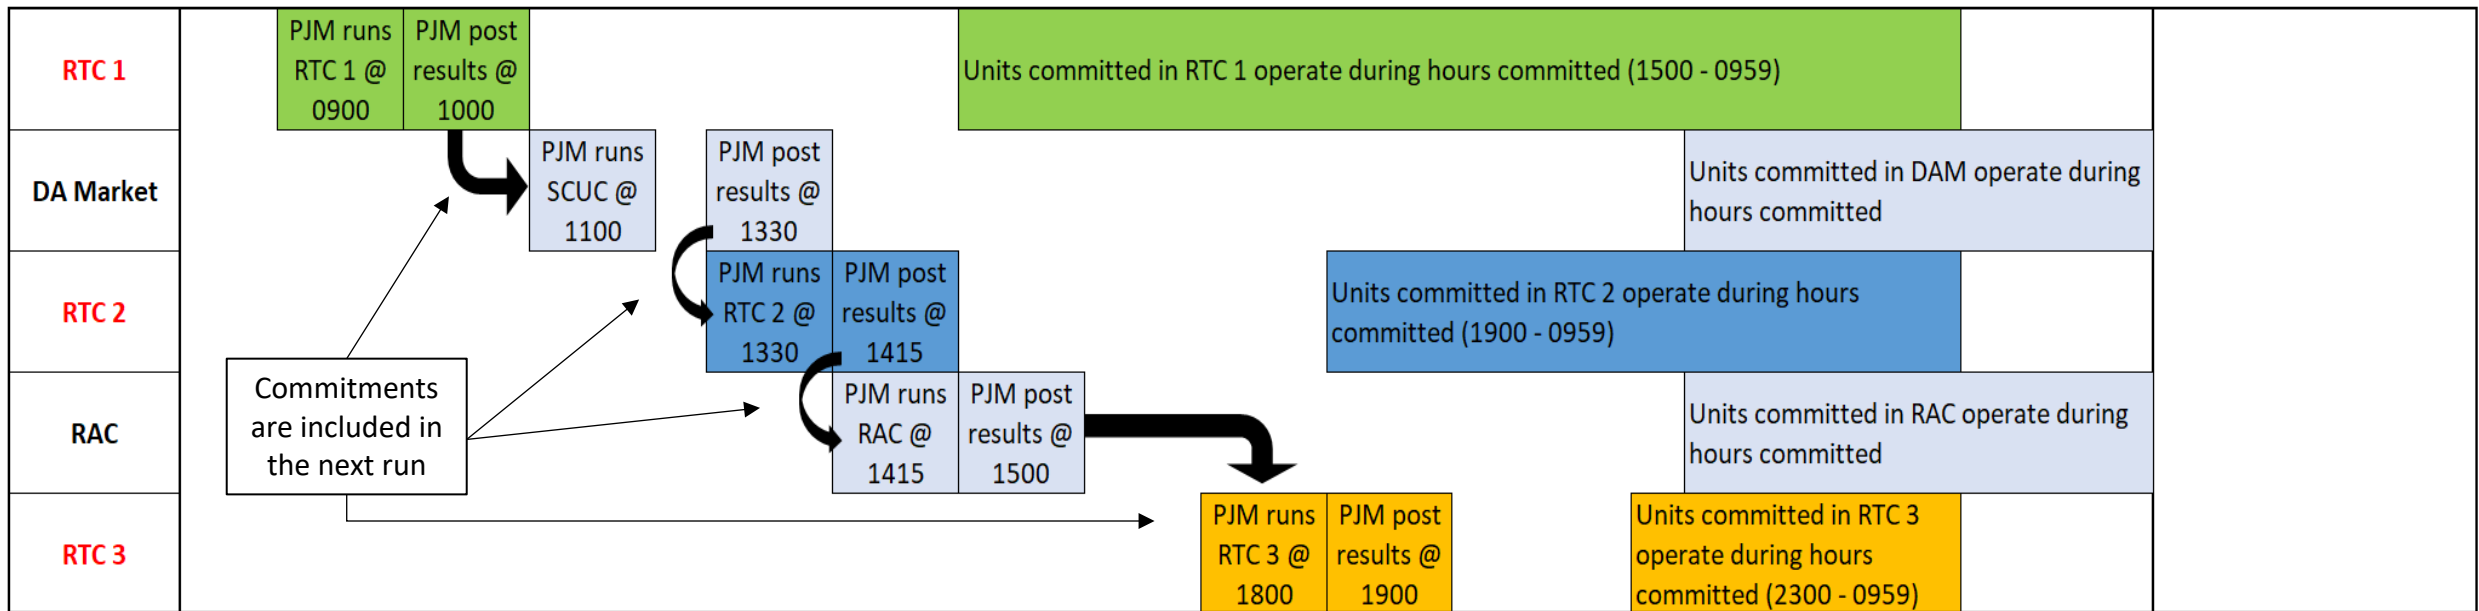 RTC 1
PJM runs
RTC 1 @
0900
PJM post
results @
1000
Units committed in RTC 1 operate during hours committed (1500 - 0959)
DA Market
PJM runs
SCUC @
1100
PJM post
results @
1330
Units committed in DAM operate during
hours committed
RTC 2
PJM runs
RTC 2 @
1330
PJM post
results @
1415
Units committed in RTC 2 operate during hours
committed (1900 - 0959)
Commitments
are included in
the next run
RAC
PJM runs
RAC @
1415
PJM post
results @
1500
Units committed in RAC operate during
hours committed
RTC 3
PJM runs
RTC 3 @
1800
PJM post
results @
1900
Units committed in RTC 3
operate during hours
committed (2300 - 0959)